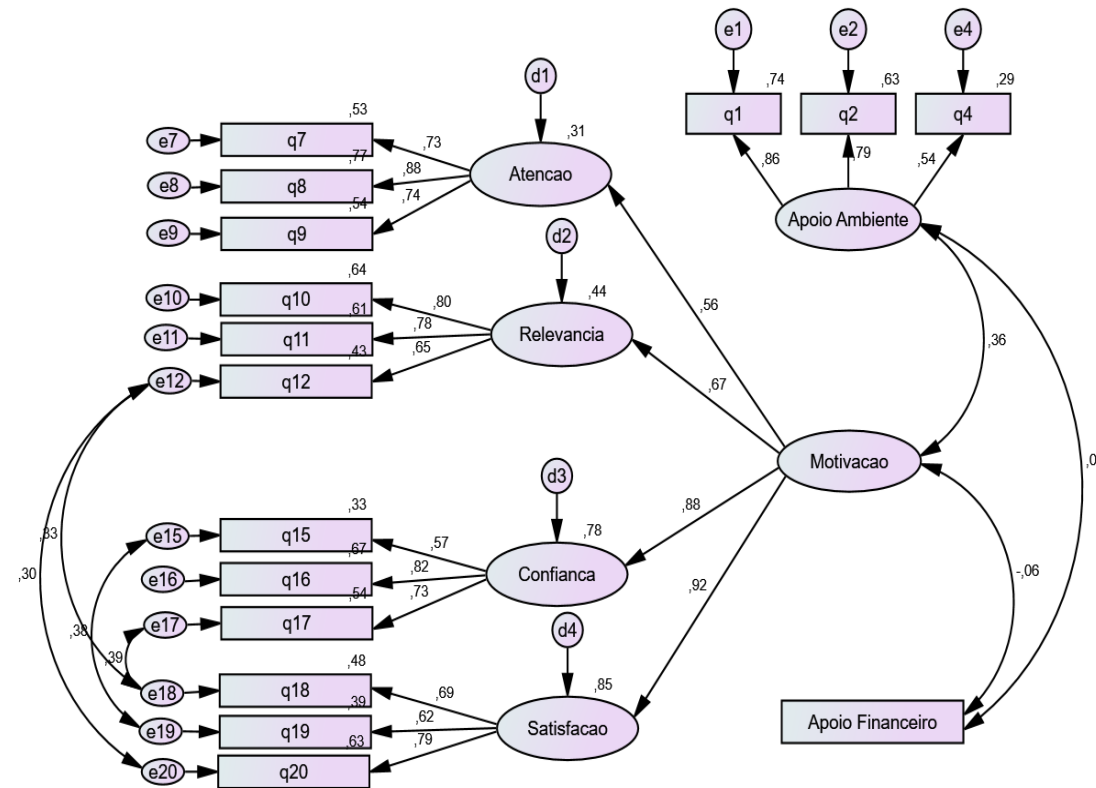 e1
e2
e4
,74
,63
,29
q1
q2
q4
,86
,79
,54
Apoio Ambiente
d1
,31
Atencao
,53
e7
q7
,73
,77
e8
q8
,88
,54
e9
q9
,74
d2
,44
Relevancia
,64
e10
q10
,80
,61
e11
q11
,78
,43
e12
q12
,65
,56
,67
,36
Motivacao
,88
,92
-,06
d3
,78
Confianca
,33
e15
q15
,57
,67
e16
q16
,82
,54
e17
q17
,73
d4
,85
Satisfacao
,48
e18
q18
,69
,39
e19
q19
,62
,63
e20
q20
,79
,33
,30
,38
,39
Apoio Financeiro